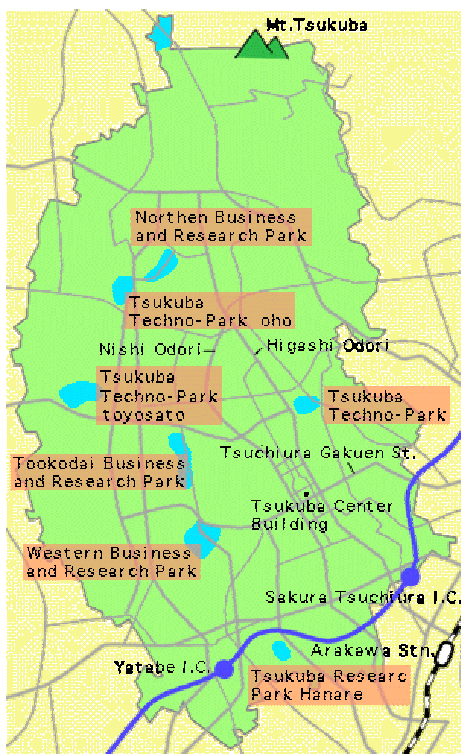 Mt.Tsukuba
Northen Business
and Research Park
Tsukuba
Techno-Park oho
Nishi Odori
Higashi Odori
Tsukuba
Techno-Park
toyosato
Tsukuba
Techno-Park
Tsuchiura Gakuen St.
Tookodai Business
and Research Park
Tsukuba Center
Building
Western Business
and Research Park
Sakura Tsuchiura I.C.
Arakawa Stn.
Yatabe I.C.
Tsukuba Researc
Park Hanare